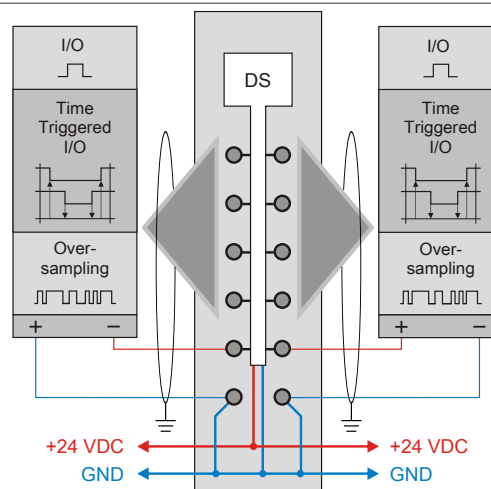 I/O
Time
Triggered
I/O
Over-
sampling
+ −
DS
I/O
Time
Triggered
I/O
Over-
sampling
+ −
+24 VDC
+24 VDC
GND
GND